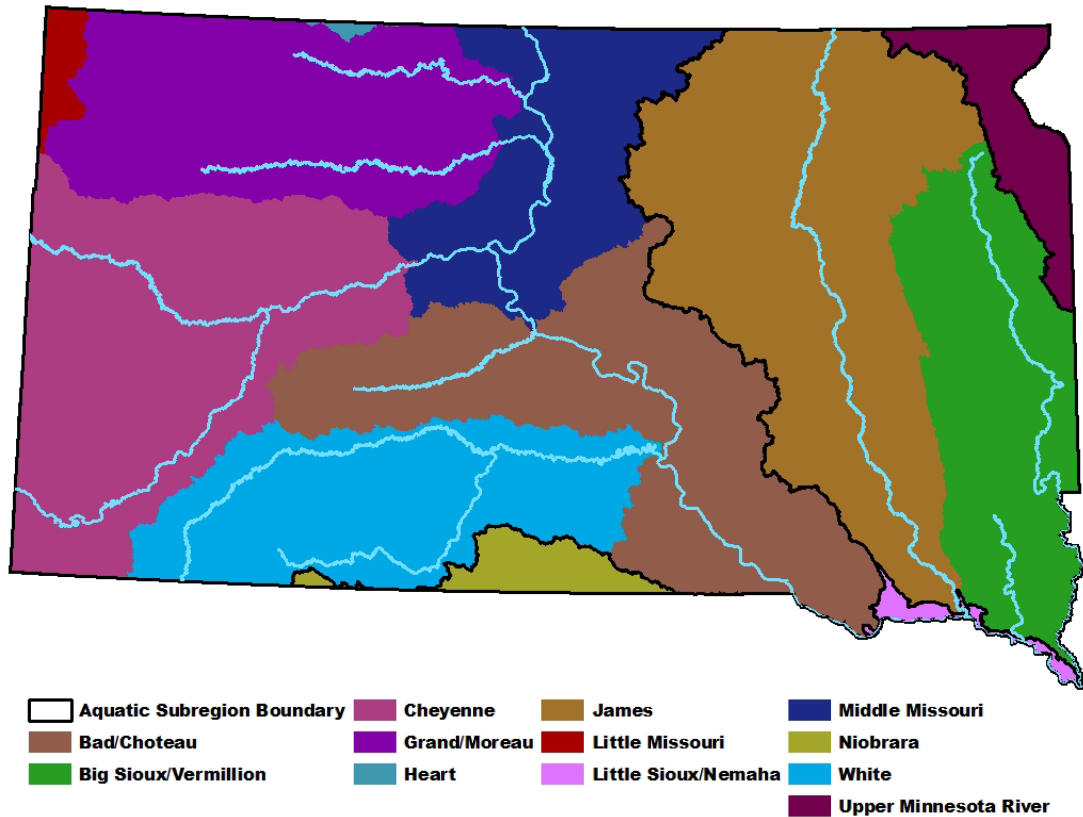 Aquatic Subregion Boundary Cheyenne James Middle Missouri
Bad/Choteau Grand/Moreau Little Missouri Niobrara
Big Sioux/Vermillion Heart Little Sioux/Nemaha White
Upper Minnesota River